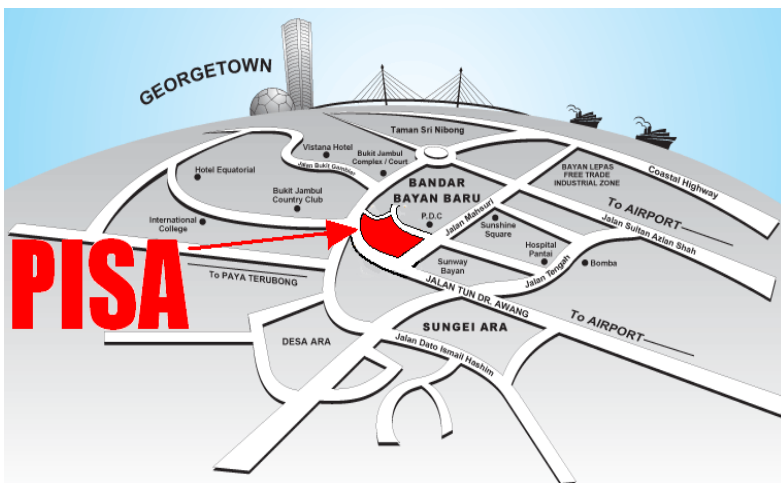 GEORGETOWN
Taman Sri Nibong
Vistana Hotel
Bukit Jambul
Complex / Court
Jalan Bukit Gambier
Hotel Equatorial
BAYAN LEPAS
FREE TRADE
INDUSTRIAL ZONE
Coastal Highway
Bukit Jambul
Country Club
BANDAR
BAYAN BARU
To AIRPORT
International
College
P.D.C
Jalan Mahsuri
Sunshine
Square
Jalan Sultan Azlan Shah
PISA
Hospital
Pantai
Sunway
Bayan
Jalan Tengah
Bomba
To PAYA TERUBONG
JALAN TUN DR. AWANG
To AIRPORT
SUNGEI ARA
DESA ARA
Jalan Dato Ismail Hashim